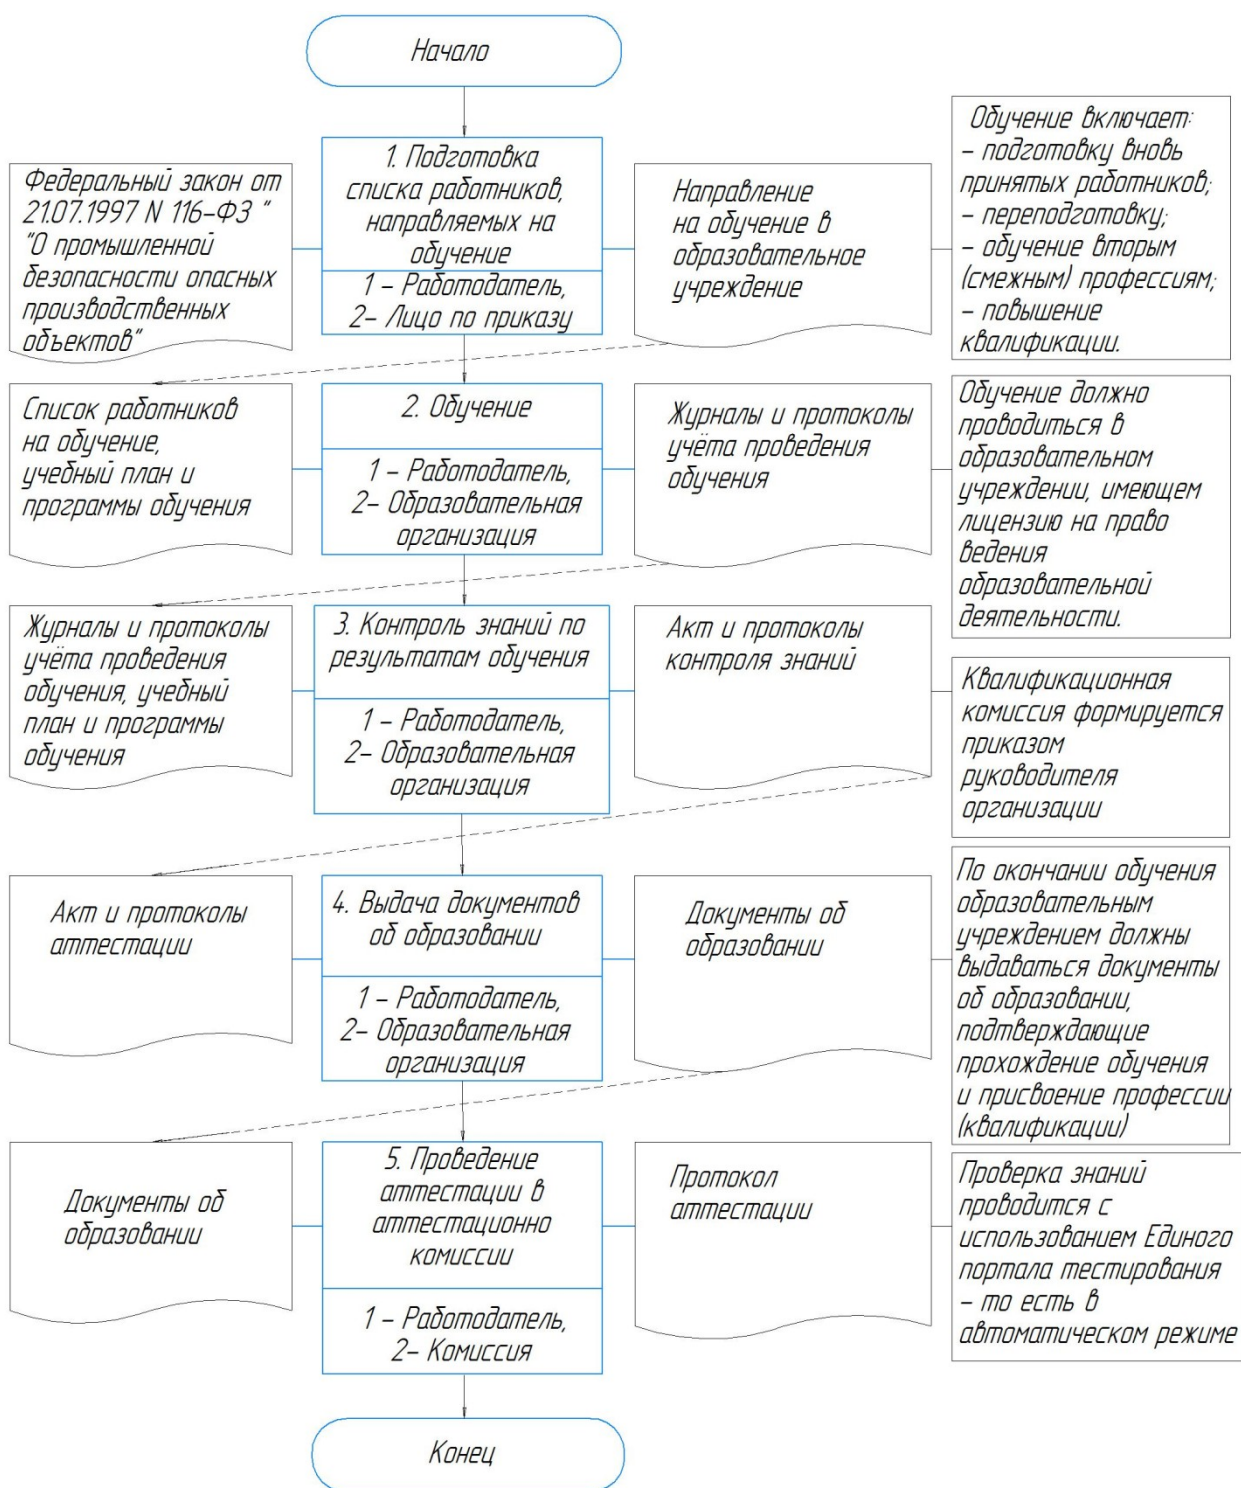 Начало
1. Подготовка
списка работников,
направляемых на
обучение
1 – Работодатель,
2– Лицо по приказу
Федеральный закон от
21.07.1997 N 116–ФЗ "
"О промышленной
безопасности опасных
производственных
объектов"
Направление
на обучение в
образовательное
учреждение
Обучение включает:
– подготовку вновь
принятых работников;
– переподготовку;
– обучение вторым
(смежным) профессиям;
– повышение
квалификации.
Список работников
на обучение,
учебный план и
программы обучения
2. Обучение
1 – Работодатель,
2– Образовательная
организация
Журналы и протоколы
учёта проведения
обучения
Обучение должно
проводиться в
образовательном
учреждении, имеющем
лицензию на право
ведения
образовательной
деятельности.
Журналы и протоколы
учёта проведения
обучения, учебный
план и программы
обучения
3. Контроль знаний по
результатам обучения
1 – Работодатель,
2– Образовательная
организация
Акт и протоколы
контроля знаний
Квалификационная
комиссия формируется
приказом
руководителя
организации
Акт и протоколы
аттестации
4. Выдача документов
об образовании
1 – Работодатель,
2– Образовательная
организация
Документы об
образовании
По окончании обучения
образовательным
учреждением должны
выдаваться документы
об образовании,
подтверждающие
прохождение обучения
и присвоение профессии
(квалификации)
Документы об
образовании
5. Проведение
аттестации в
аттестационно
комиссии
1 – Работодатель,
2– Комиссия
Протокол
аттестации
Проверка знаний
проводится с
использованием Единого
портала тестирования
– то есть в
автоматическом режиме
Конец